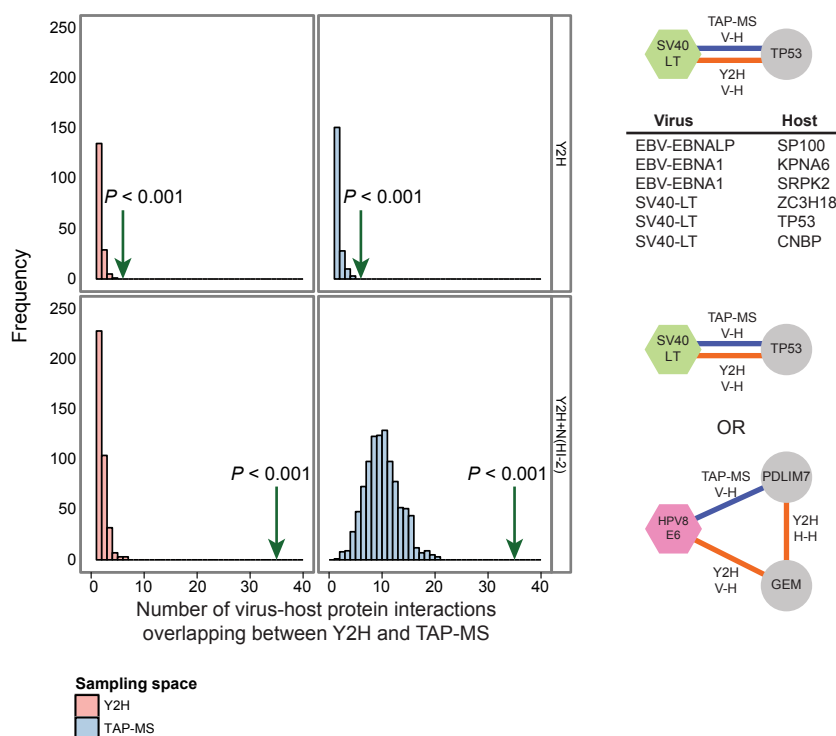 250
200
150
100
50
0
P < 0.001
P < 0.001
Y2H
250
200
150
100
50
0
P < 0.001
P < 0.001
Y2H+N(HI-2)
Frequency
0 10 20 30 40
0 10 20 30 40
Number of virus-host protein interactions
overlapping between Y2H and TAP-MS
Sampling space
Y2H
TAP-MS
TAP-MS
V-H
SV40
LT
TP53
Y2H
V-H
Virus Host
EBV-EBNALP SP100
EBV-EBNA1 KPNA6
EBV-EBNA1 SRPK2
SV40-LT ZC3H18
SV40-LT TP53
SV40-LT CNBP
TAP-MS
V-H
SV40
LT
TP53
Y2H
V-H
OR
TAP-MS
V-H
PDLIM7
HPV8
E6
Y2H
H-H
Y2H
V-H
GEM